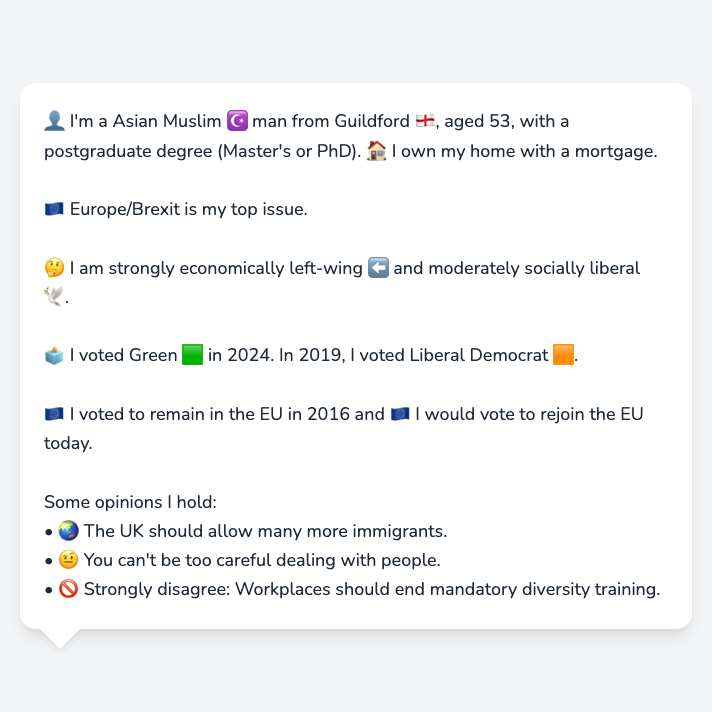 👤 I'm a Asian Muslim ☪️ man from Guildford 🏴󠁧󠁢󠁥󠁮󠁧󠁿, aged 53, with a
postgraduate degree (Master's or PhD). 🏠 I own my home with a mortgage.
🇪🇺 Europe/Brexit is my top issue.
🤔 I am strongly economically left-wing ⬅️ and moderately socially liberal
🕊️.
🗳️ I voted Green 🟩 in 2024. In 2019, I voted Liberal Democrat 🟧.
🇪🇺 I voted to remain in the EU in 2016 and 🇪🇺 I would vote to rejoin the EU
today.
Some opinions I hold:
• 🌏 The UK should allow many more immigrants.
• 🤨 You can't be too careful dealing with people.
• 🚫 Strongly disagree: Workplaces should end mandatory diversity training.